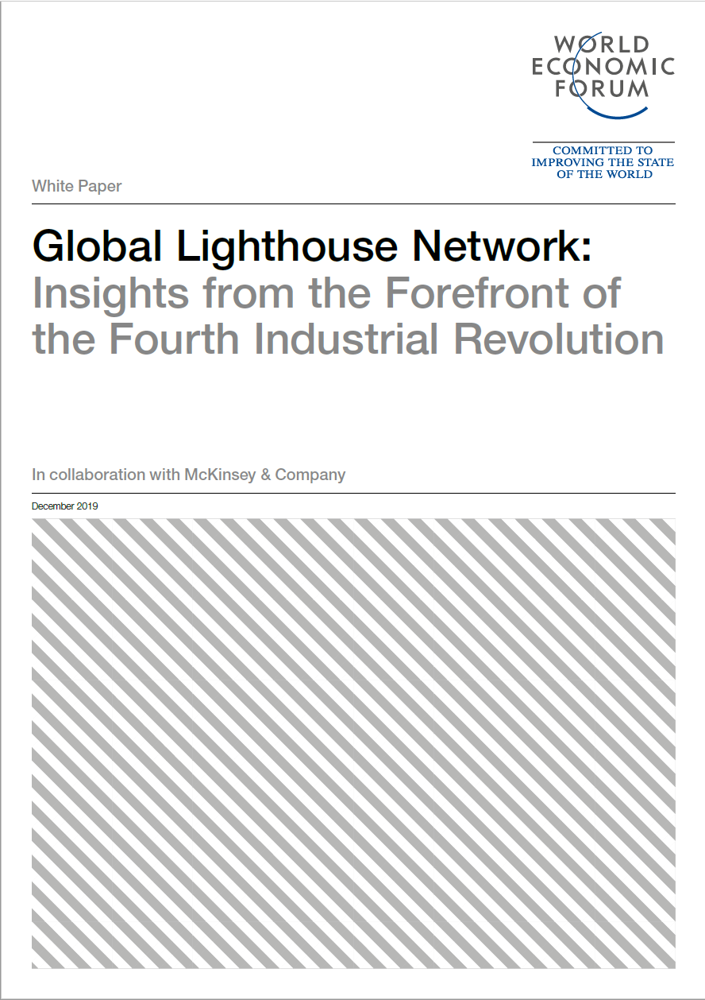 WORLD
ECONOMIC
FORUM
COMMITTED TO
IMPROVING THE STATE
OF THE WORLD
White Paper
Global Lighthouse Network:
Insights from the Forefront of
the Fourth Industrial Revolution
In collaboration with McKinsey & Company
December 2019